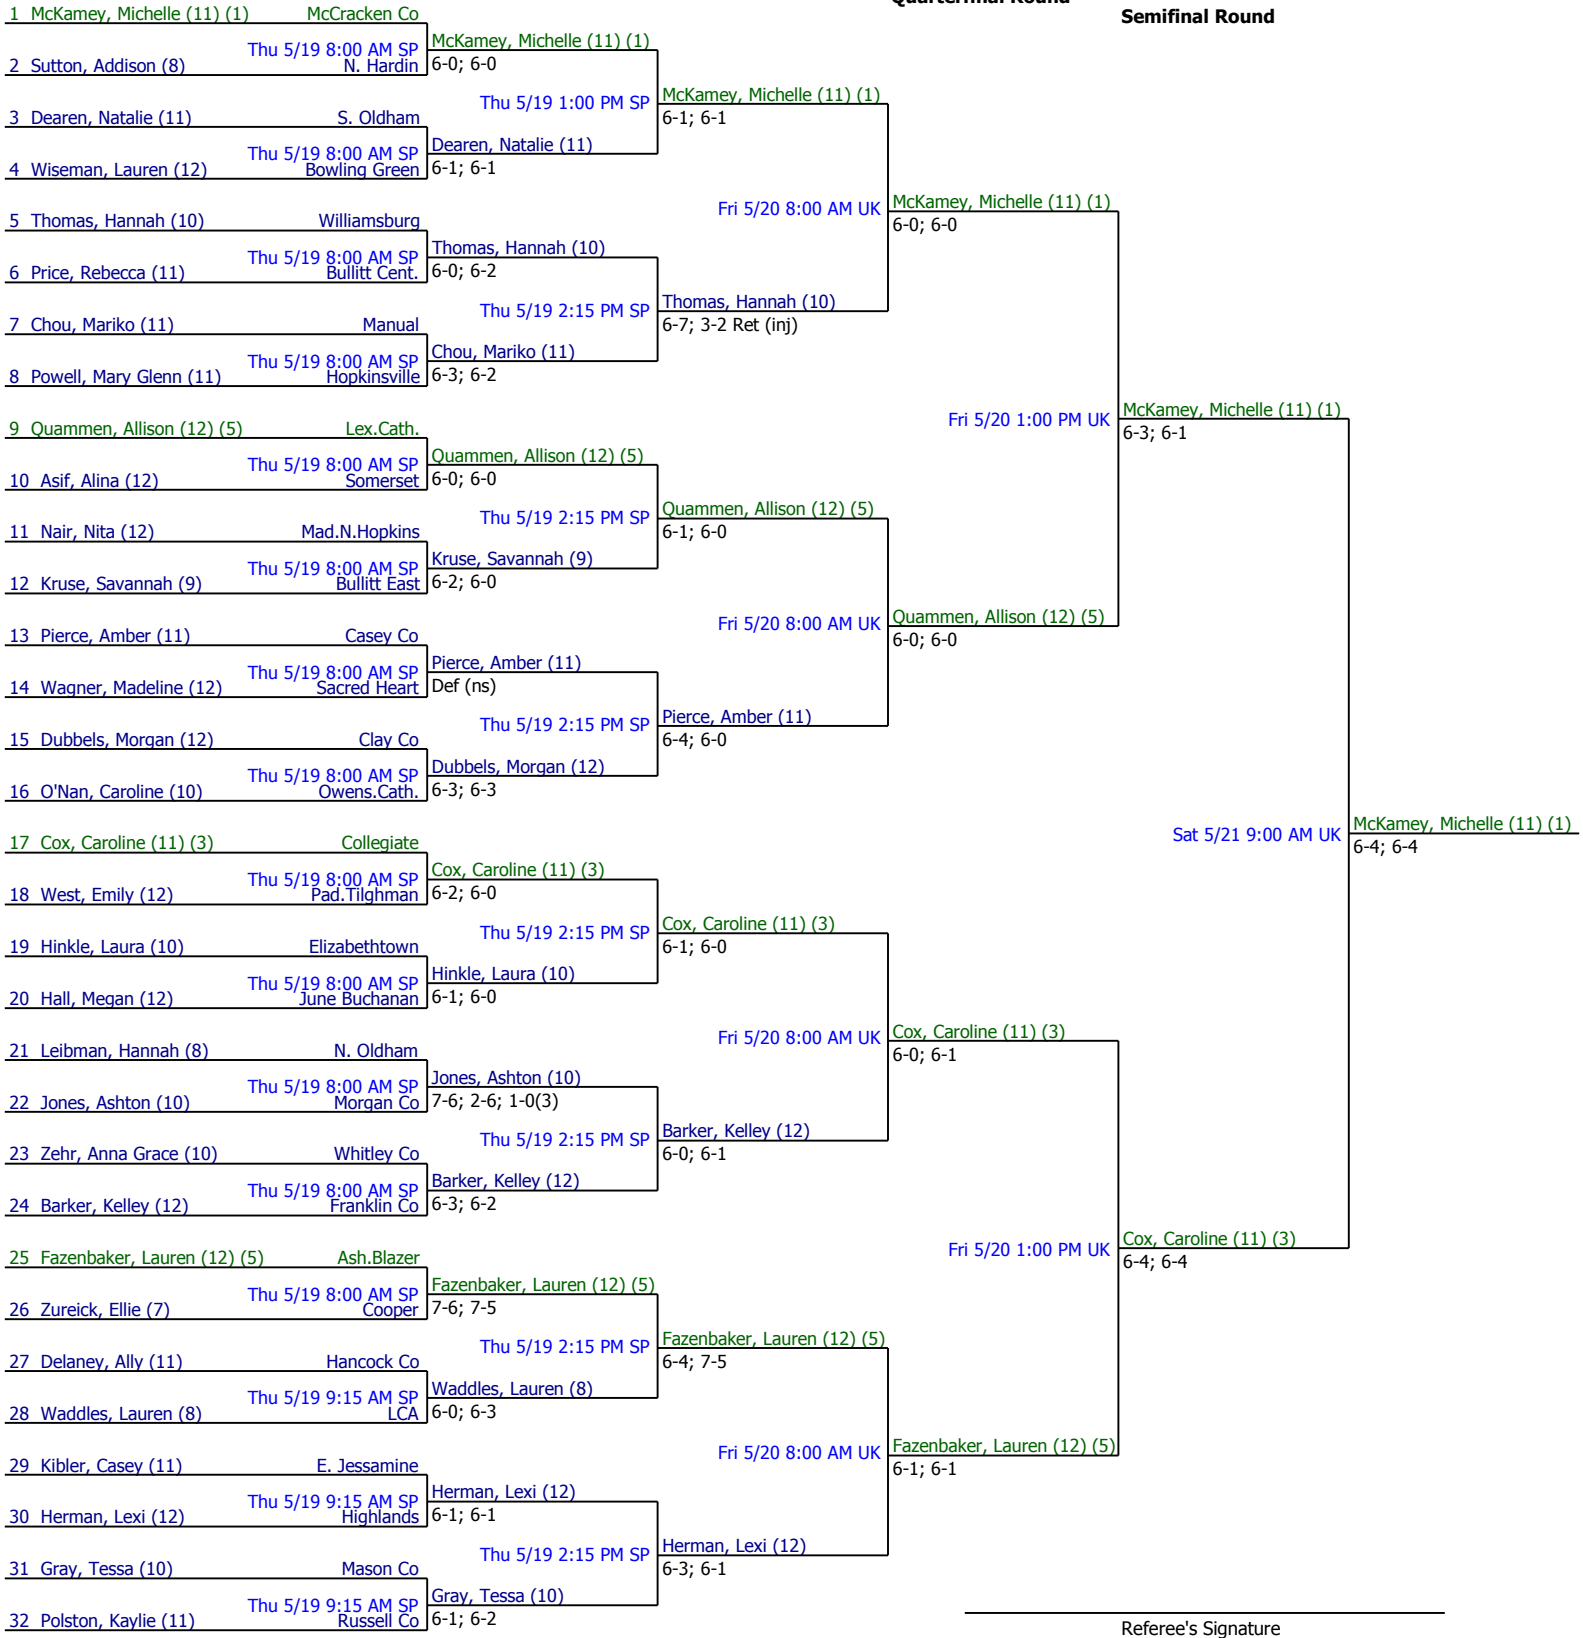 Semifinal Round
1 McKamey, Michelle (11) (1) McCracken Co
Thu 5/19 8:00 AM SP
2 Sutton, Addison (8) N. Hardin
McKamey, Michelle (11) (1)
6-0; 6-0
Thu 5/19 1:00 PM SP
3 Dearen, Natalie (11) S. Oldham
Thu 5/19 8:00 AM SP
4 Wiseman, Lauren (12) Bowling Green
Dearen, Natalie (11)
6-1; 6-1
McKamey, Michelle (11) (1)
6-1; 6-1
Fri 5/20 8:00 AM UK
5 Thomas, Hannah (10) Williamsburg
Thu 5/19 8:00 AM SP
6 Price, Rebecca (11) Bullitt Cent.
Thomas, Hannah (10)
6-0; 6-2
Thu 5/19 2:15 PM SP
7 Chou, Mariko (11) Manual
Thu 5/19 8:00 AM SP
8 Powell, Mary Glenn (11) Hopkinsville
Chou, Mariko (11)
6-3; 6-2
Thomas, Hannah (10)
6-7; 3-2 Ret (inj)
McKamey, Michelle (11) (1)
6-0; 6-0
Fri 5/20 1:00 PM UK
9 Quammen, Allison (12) (5) Lex.Cath.
Thu 5/19 8:00 AM SP
10 Asif, Alina (12) Somerset
Quammen, Allison (12) (5)
6-0; 6-0
Thu 5/19 2:15 PM SP
11 Nair, Nita (12) Mad.N.Hopkins
Thu 5/19 8:00 AM SP
12 Kruse, Savannah (9) Bullitt East
Kruse, Savannah (9)
6-2; 6-0
Quammen, Allison (12) (5)
6-1; 6-0
Fri 5/20 8:00 AM UK
13 Pierce, Amber (11) Casey Co
Thu 5/19 8:00 AM SP
14 Wagner, Madeline (12) Sacred Heart
Pierce, Amber (11)
Def (ns)
Thu 5/19 2:15 PM SP
15 Dubbels, Morgan (12) Clay Co
Thu 5/19 8:00 AM SP
16 O'Nan, Caroline (10) Owens.Cath.
Dubbels, Morgan (12)
6-3; 6-3
Pierce, Amber (11)
6-4; 6-0
Quammen, Allison (12) (5)
6-0; 6-0
McKamey, Michelle (11) (1)
6-3; 6-1
Sat 5/21 9:00 AM UK
McKamey, Michelle (11) (1)
6-4; 6-4
17 Cox, Caroline (11) (3) Collegiate
Thu 5/19 8:00 AM SP
18 West, Emily (12) Pad.Tilghman
Cox, Caroline (11) (3)
6-2; 6-0
Thu 5/19 2:15 PM SP
19 Hinkle, Laura (10) Elizabethtown
Thu 5/19 8:00 AM SP
20 Hall, Megan (12) June Buchanan
Hinkle, Laura (10)
6-1; 6-0
Cox, Caroline (11) (3)
6-1; 6-0
Fri 5/20 8:00 AM UK
21 Leibman, Hannah (8) N. Oldham
Thu 5/19 8:00 AM SP
22 Jones, Ashton (10) Morgan Co
Jones, Ashton (10)
7-6; 2-6; 1-0(3)
Thu 5/19 2:15 PM SP
23 Zehr, Anna Grace (10) Whitley Co
Thu 5/19 8:00 AM SP
24 Barker, Kelley (12) Franklin Co
Barker, Kelley (12)
6-3; 6-2
Barker, Kelley (12)
6-0; 6-1
Cox, Caroline (11) (3)
6-0; 6-1
Fri 5/20 1:00 PM UK
25 Fazenbaker, Lauren (12) (5) Ash.Blazer
Thu 5/19 8:00 AM SP
26 Zureick, Ellie (7) Cooper
Fazenbaker, Lauren (12) (5)
7-6; 7-5
Thu 5/19 2:15 PM SP
27 Delaney, Ally (11) Hancock Co
Thu 5/19 9:15 AM SP
28 Waddles, Lauren (8) LCA
Waddles, Lauren (8)
6-0; 6-3
Fazenbaker, Lauren (12) (5)
6-4; 7-5
Fri 5/20 8:00 AM UK
29 Kibler, Casey (11) E. Jessamine
Thu 5/19 9:15 AM SP
30 Herman, Lexi (12) Highlands
Herman, Lexi (12)
6-1; 6-1
Thu 5/19 2:15 PM SP
31 Gray, Tessa (10) Mason Co
Thu 5/19 9:15 AM SP
32 Polston, Kaylie (11) Russell Co
Gray, Tessa (10)
6-1; 6-2
Herman, Lexi (12)
6-3; 6-1
Fazenbaker, Lauren (12) (5)
6-1; 6-1
Cox, Caroline (11) (3)
6-4; 6-4
Referee's Signature